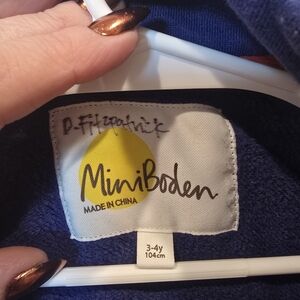 D.Fitzpatrick
MiniBoden
MADE IN CHINA
3-4y
104cm